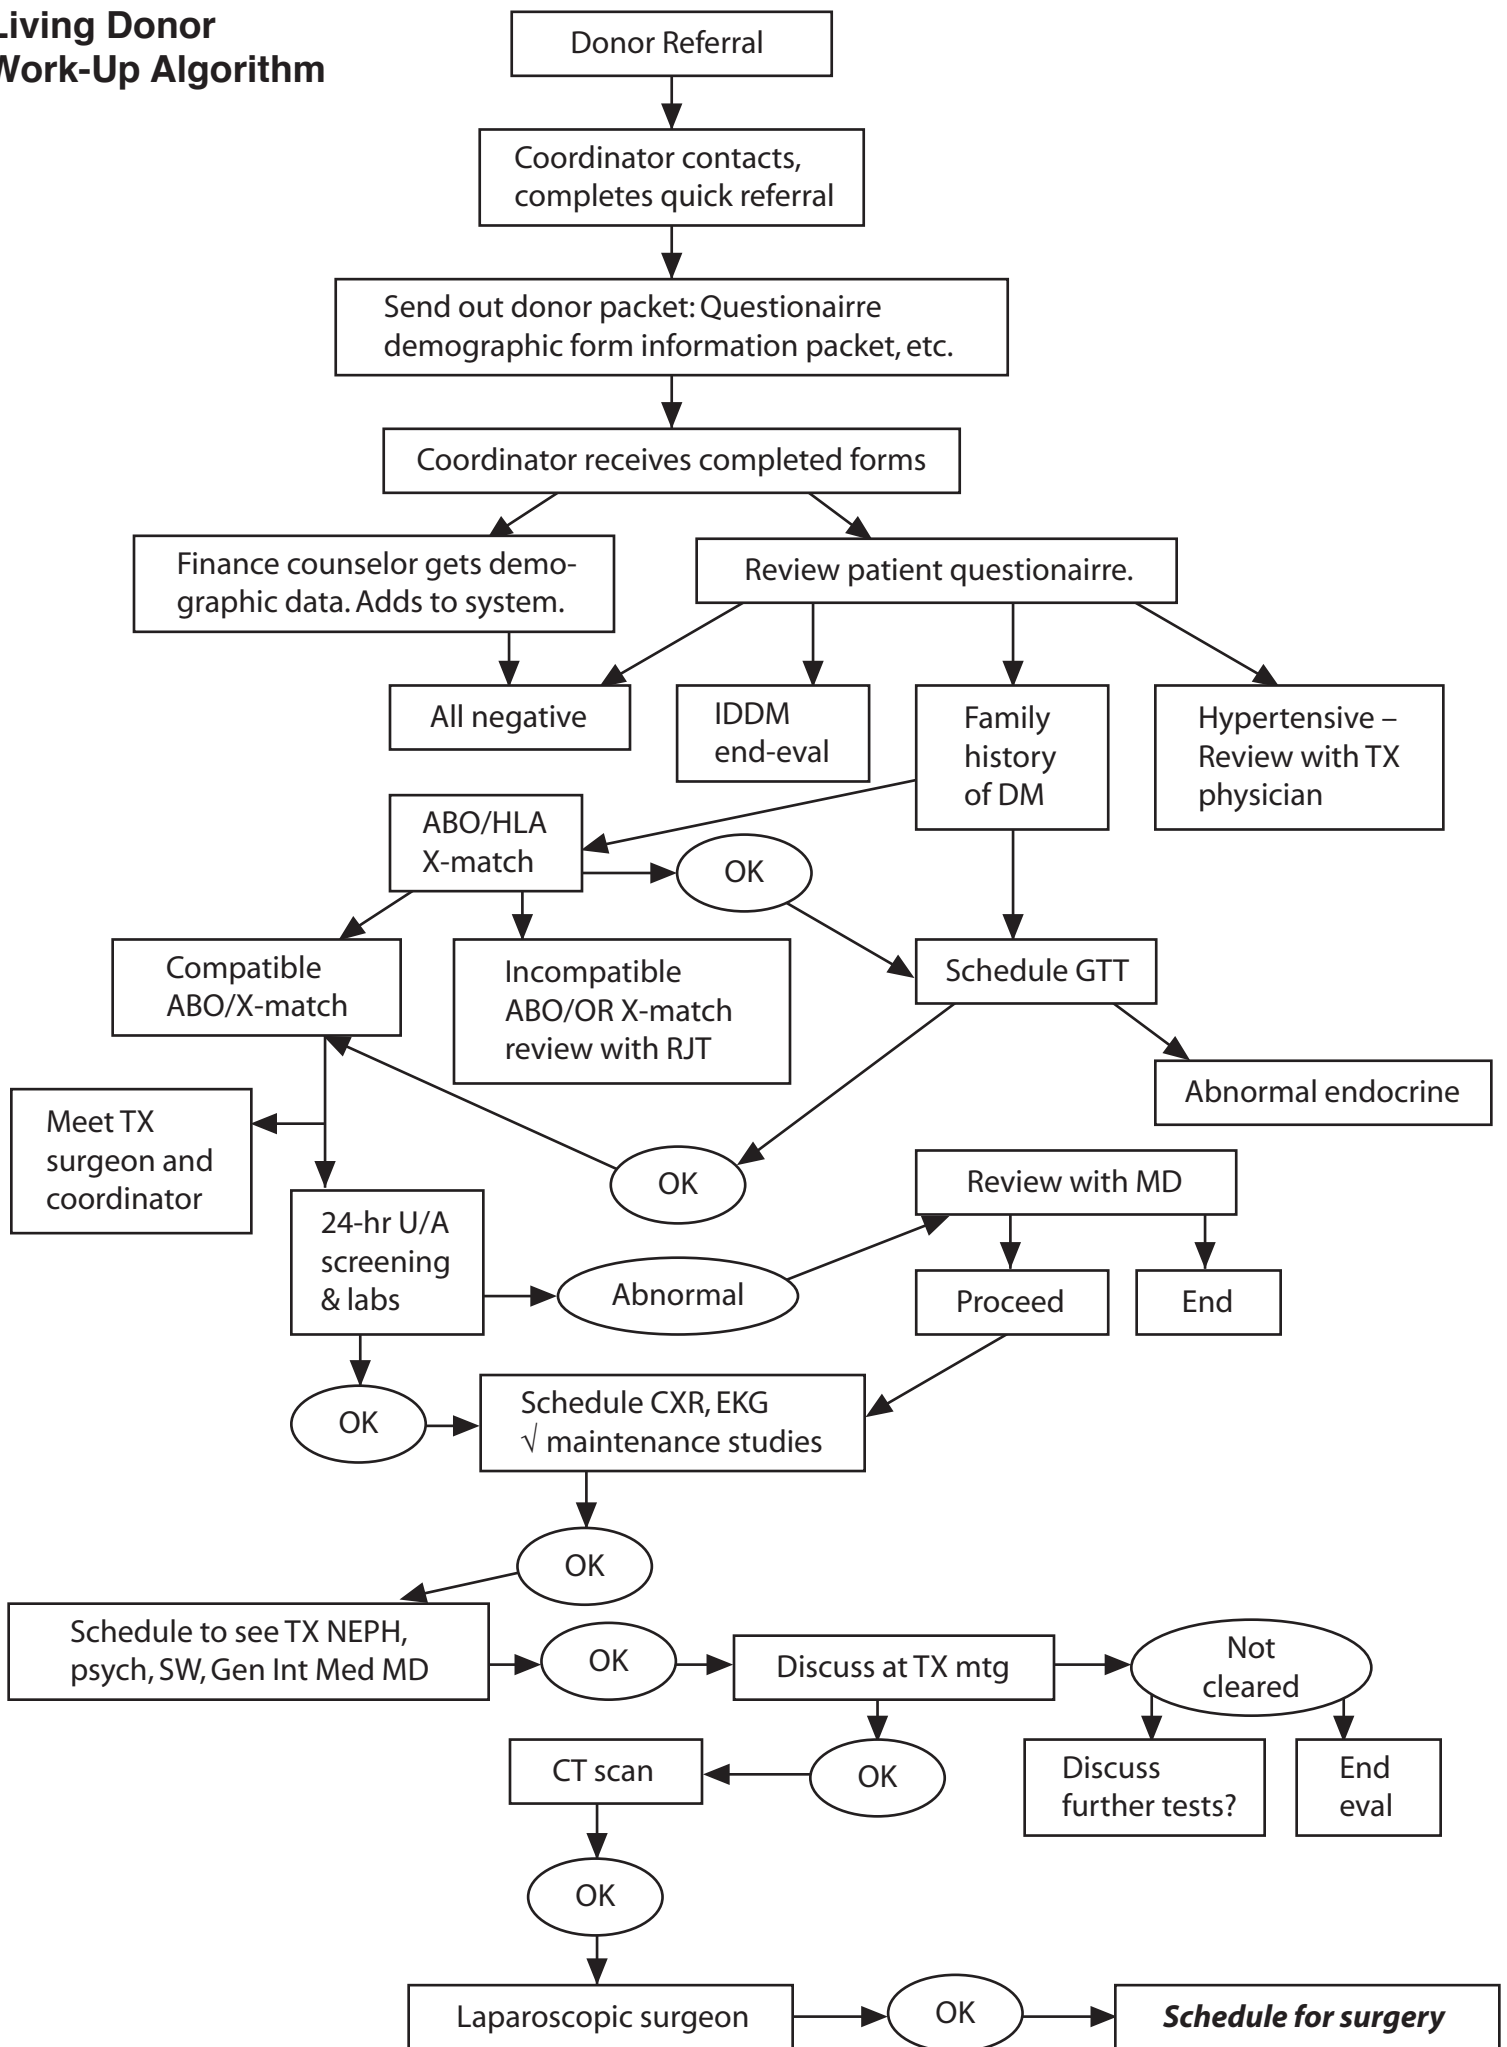 Living Donor
Work-Up Algorithm
Donor Referral
Coordinator contacts,
completes quick referral
Send out donor packet: Questionairre
demographic form information packet, etc.
Coordinator receives completed forms
Finance counselor gets demo-
graphic data. Adds to system.
Review patient questionairre.
All negative
IDDM
end-eval
Family
history
of DM
Hypertensive –
Review with TX
physician
ABO/HLA
X-match
OK
Compatible
ABO/X-match
Incompatible
ABO/OR X-match
review with RJT
Schedule GTT
Abnormal endocrine
Meet TX
surgeon and
coordinator
OK
Review with MD
24-hr U/A
screening
& labs
Abnormal
Proceed
End
OK
Schedule CXR, EKG
√ maintenance studies
OK
Schedule to see TX NEPH,
psych, SW, Gen Int Med MD
OK
Discuss at TX mtg
Not
cleared
CT scan
OK
Discuss
further tests?
End
eval
OK
Laparoscopic surgeon
OK
Schedule for surgery